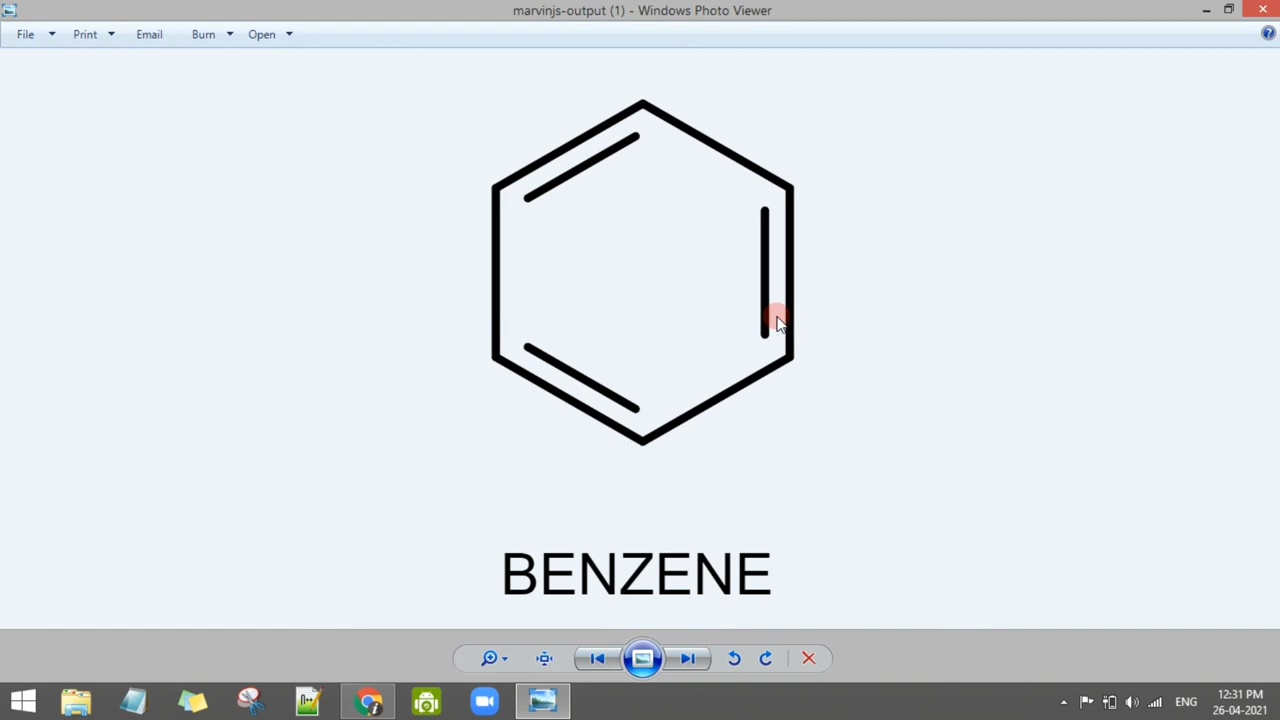 marvinjs-output (1) - Windows Photo Viewer
File Print Email Burn Open
BENZENE
ENG
12:31 PM
26-04-2021